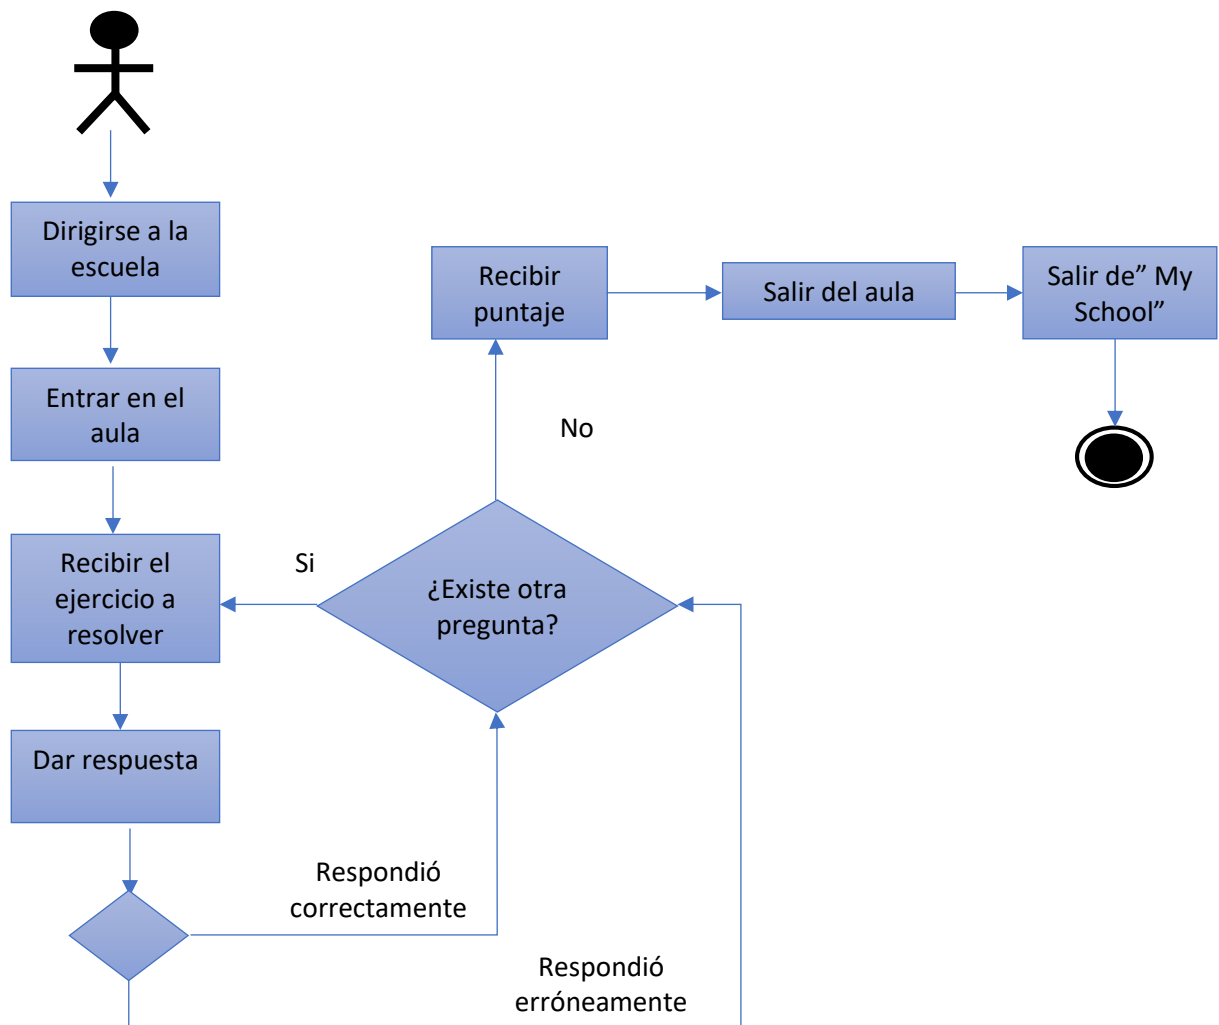 Dirigirse a la
escuela
Entrar en el
aula
Recibir el
ejercicio a
resolver
Dar respuesta
Respondió
correctamente
Respondió
erróneamente
Si
¿Existe otra
pregunta?
No
Recibir
puntaje
Salir del aula
Salir de” My
School”